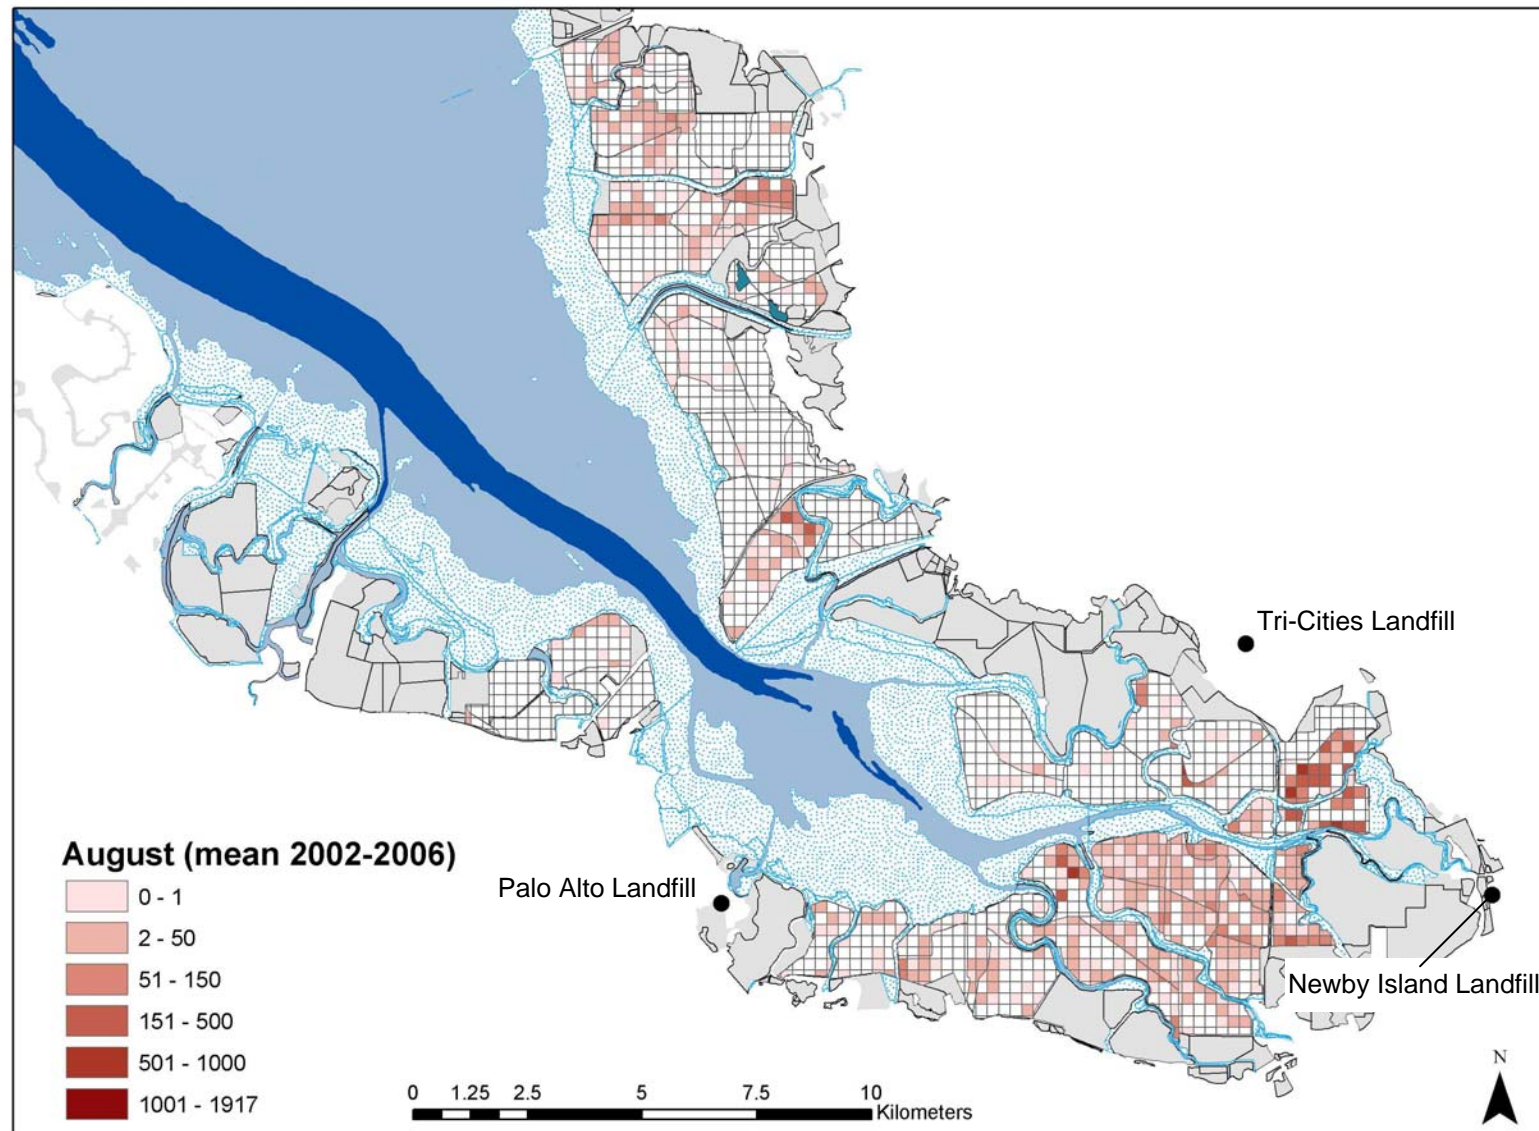 Tri-Cities Landfill
Palo Alto Landfill
Newby Island Landfill
August (mean 2002-2006)
0 - 1
2 - 50
51 - 150
151 - 500
501 - 1000
1001 - 1917
0 1.25 2.5 5 7.5 10
Kilometers
N